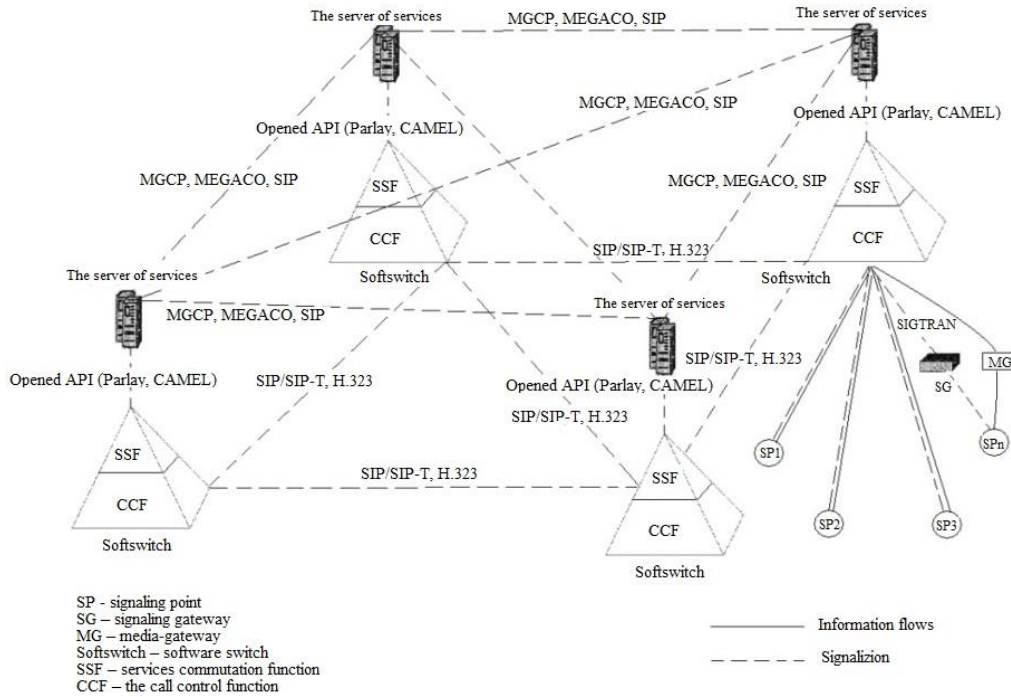 The server of services
MGCP, MEGACO, SIP
The server of services
MGCP, MEGACO, SIP
Opened API (Parlay, CAMEL)
Opened API (Parlay, CAMEL)
MGCP, MEGACO, SIP
SSF
MGCP, MEGACO, SIP
SSF
CCF
CCF
SIP/SIP-T, H.323
The server of services
Softswitch
Softswitch
The server of services
MGCP, MEGACO, SIP
SIGTRAN
Opened API (Parlay, CAMEL)
SIP/SIP-T, H.323
SIP/SIP-T, H.323
MG
Opened API (Parlay, CAMEL)
SG
SIP/SIP-T, H.323
SP1
SPn
SSF
SIP/SIP-T, H.323
SSF
CCF
CCF
SP2
SP3
Softswitch
Softswitch
SP - signaling point
SG – signaling gateway
MG – media-gateway
Softswitch – software switch
SSF – services commutation function
CCF – the call control function
Information flows
Signalizion